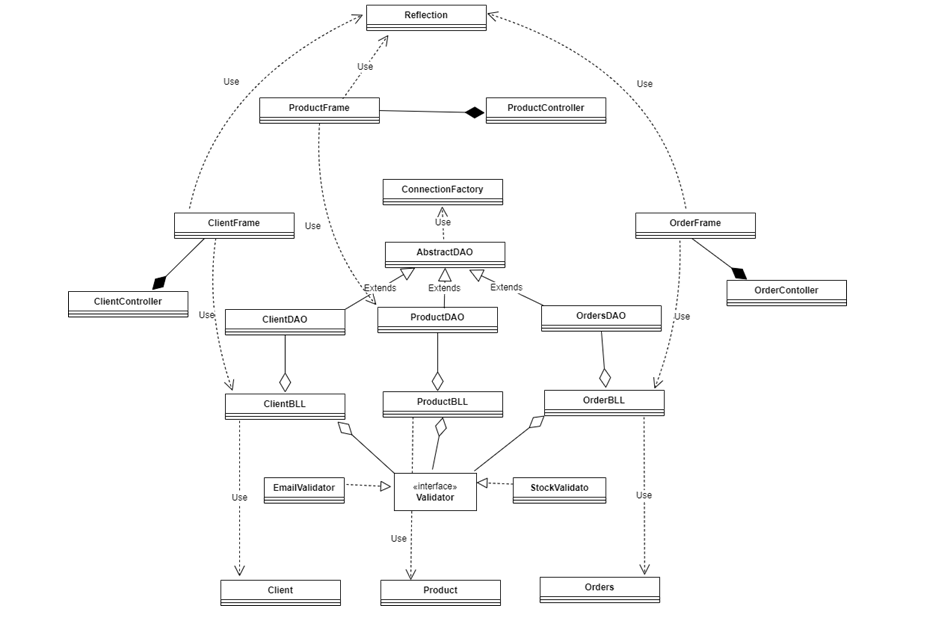 Reflection
Use
Use
Use
ProductFrame
ProductController
ConnectionFactory
Use
ClientFrame
OrderFrame
Use
AbstractDAO
Extends
Extends
Extends
ClientController
OrderContoller
Use
ClientDAO
ProductDAO
OrdersDAO
Use
ClientBLL
ProductBLL
OrderBLL
EmailValidator
«interface»
Validator
StockValidato
Use
Use
Use
Client
Product
Orders